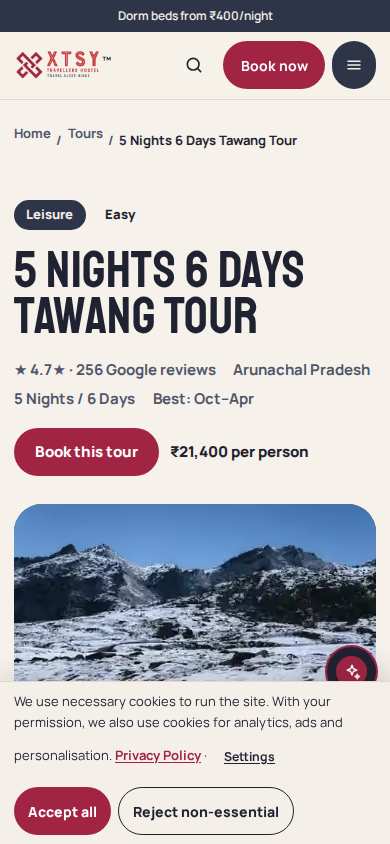 Dorm beds from ₹400/night
XTSY™
TRAVELLERS HOSTEL
Book now
Home / Tours / 5 Nights 6 Days Tawang Tour
Leisure Easy
5 NIGHTS 6 DAYS
TAWANG TOUR
★ 4.7★ · 256 Google reviews Arunachal Pradesh
5 Nights / 6 Days Best: Oct–Apr
Book this tour ₹21,400 per person
We use necessary cookies to run the site. With your
permission, we also use cookies for analytics, ads and
personalisation. Privacy Policy · Settings
Accept all Reject non-essential